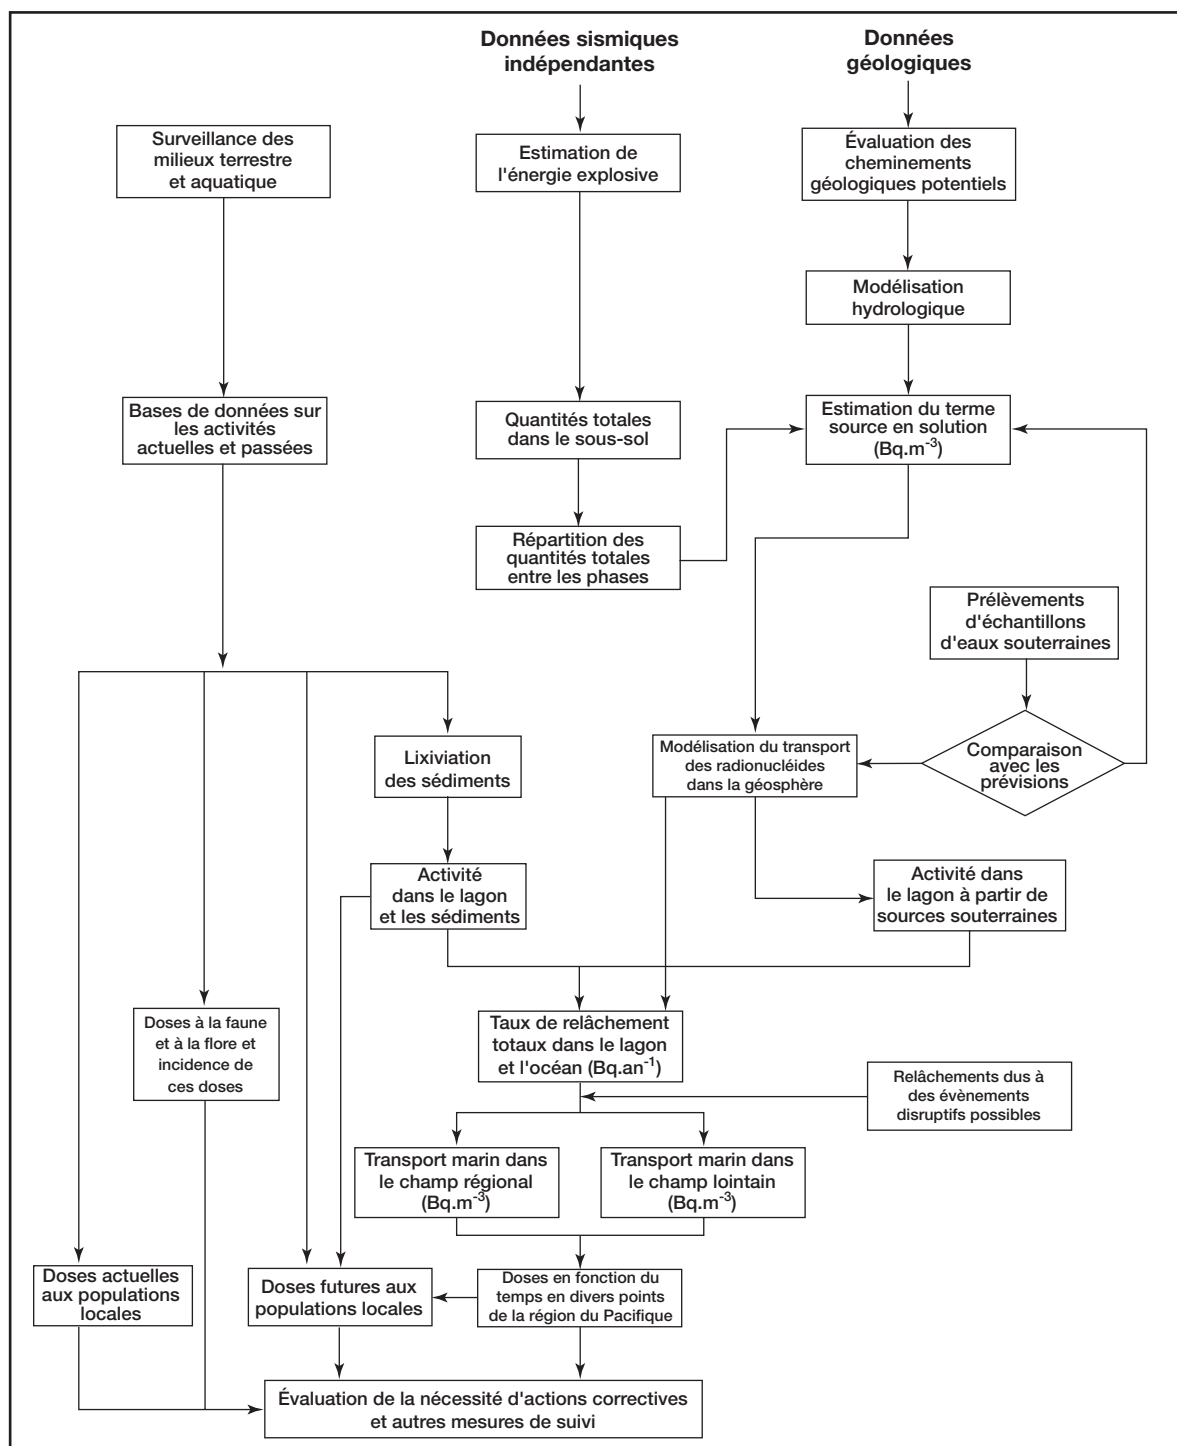 Données sismiques
indépendantes
Données
géologiques
Surveillance des
milieux terrestre
et aquatique
Estimation de
l'énergie explosive
Évaluation des
cheminements
géologiques potentiels
Modélisation
hydrologique
Bases de données sur
les activités
actuelles et passées
Quantités totales
dans le sous-sol
Estimation du terme
source en solution
(Bq.m⁻³)
Répartition des
quantités totales
entre les phases
Prélèvements
d'échantillons
d'eaux souterraines
Lixiviation
des sédiments
Modélisation du transport
des radionucléides
dans la géosphère
Comparaison
avec les
prévisions
Activité
dans le lagon
et les sédiments
Activité dans
le lagon à partir de
sources souterraines
Doses à la faune
et à la flore et
incidence de
ces doses
Taux de relâchement
totaux dans le lagon
et l'océan (Bq.an⁻¹)
Relâchements dus à
des évènements
disruptifs possibles
Transport marin dans
le champ régional
(Bq.m⁻³)
Transport marin dans
le champ lointain
(Bq.m⁻³)
Doses actuelles
aux populations
locales
Doses futures aux
populations locales
Doses en fonction du
temps en divers points
de la région du Pacifique
Évaluation de la nécessité d'actions correctives
et autres mesures de suivi